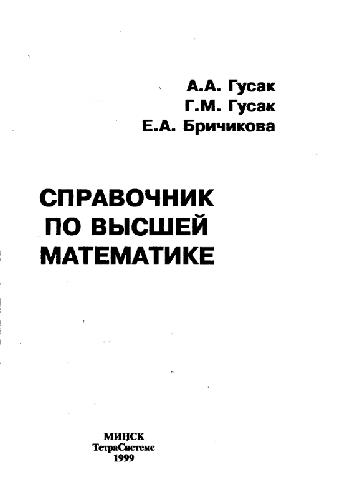 А.А. Гусак
Г.М. Гусак
Е.А. Бричикова
СПРАВОЧНИК
ПО ВЫСШЕЙ
МАТЕМАТИКЕ
МИНСК
ТетраСистемс
1999